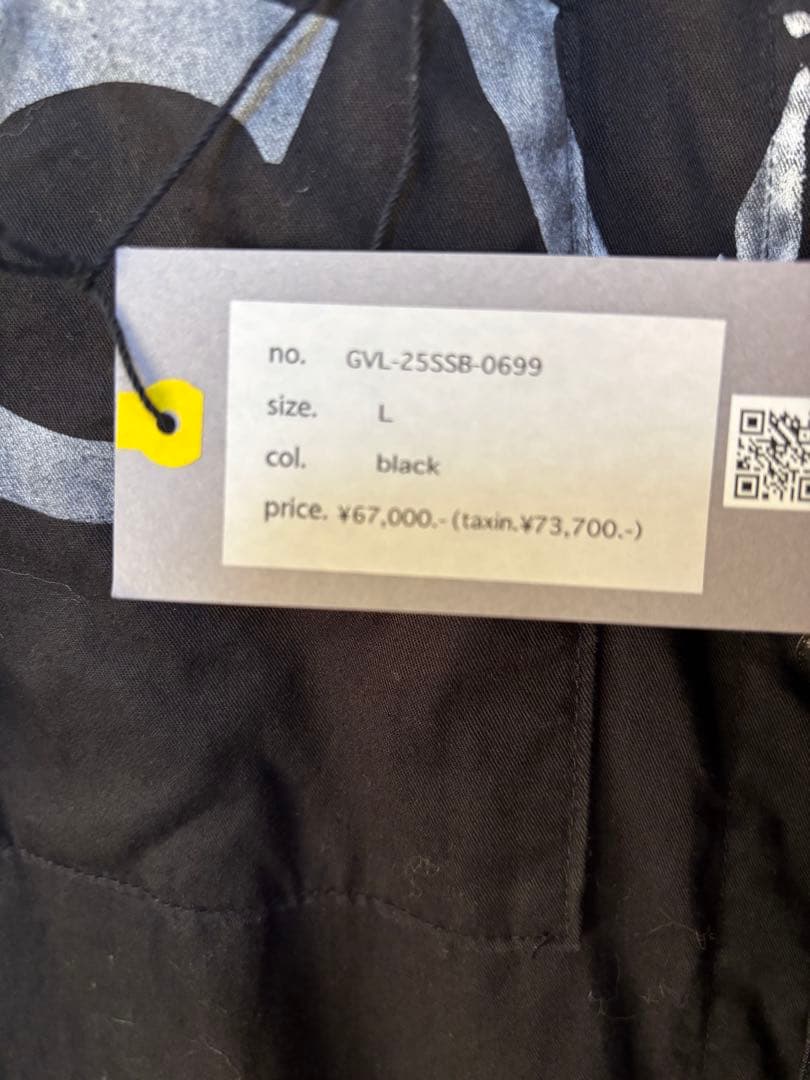 no. GVL-25SSB-0699
size. L
col. black
price. ¥67,000.- (taxin.¥73,700.-)